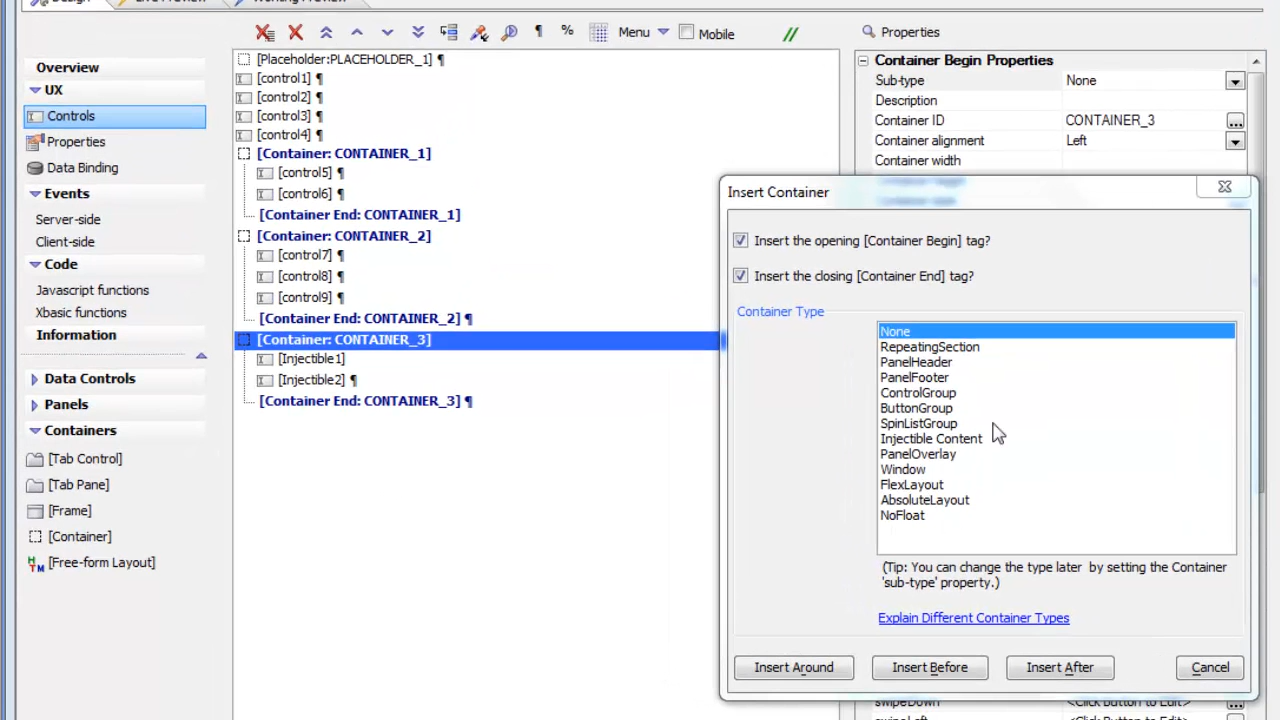 Menu
Mobile
Properties
Overview
UX
Controls
Properties
Data Binding
Events
Server-side
Client-side
Code
Javascript functions
Xbasic functions
Information
Data Controls
Panels
Containers
[Tab Control]
[Tab Pane]
[Frame]
[Container]
[Free-form Layout]
[Placeholder:PLACEHOLDER_1] ¶
[control1] ¶
[control2] ¶
[control3] ¶
[control4] ¶
[Container: CONTAINER_1]
[control5] ¶
[control6] ¶
[Container End: CONTAINER_1]
[Container: CONTAINER_2]
[control7] ¶
[control8] ¶
[control9] ¶
[Container End: CONTAINER_2] ¶
[Container: CONTAINER_3]
[Injectible1]
[Injectible2] ¶
[Container End: CONTAINER_3] ¶
Container Begin Properties
Sub-type None
Description
Container ID CONTAINER_3
Container alignment Left
Container width
Insert Container
Insert the opening [Container Begin] tag?
Insert the closing [Container End] tag?
Container Type
None
RepeatingSection
PanelHeader
PanelFooter
ControlGroup
ButtonGroup
SpinListGroup
Injectible Content
PanelOverlay
Window
FlexLayout
AbsoluteLayout
NoFloat
(Tip: You can change the type later by setting the Container
'sub-type' property.)
Explain Different Container Types
Insert Around
Insert Before
Insert After
Cancel
swipeDown <Click Button to Edit>